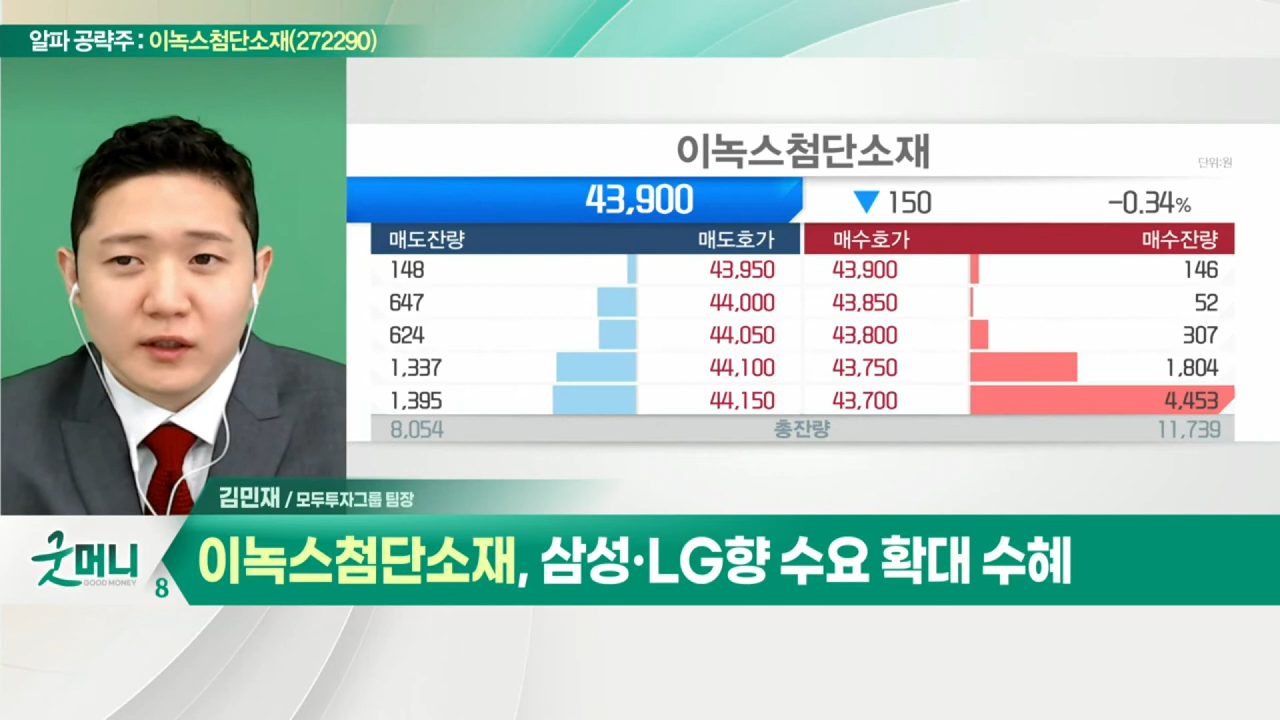 알파 공략주 : 이녹스첨단소재(272290)
이녹스첨단소재
단위:원
43,900 ▼ 150 -0.34%
매도잔량 매도호가 매수호가 매수잔량
148 43,950 43,900 146
647 44,000 43,850 52
624 44,050 43,800 307
1,337 44,100 43,750 1,804
1,395 44,150 43,700 4,453
8,054 총잔량 11,739
김민재 / 모두투자그룹 팀장
굿머니
GOOD MONEY
8
이녹스첨단소재, 삼성·LG향 수요 확대 수혜